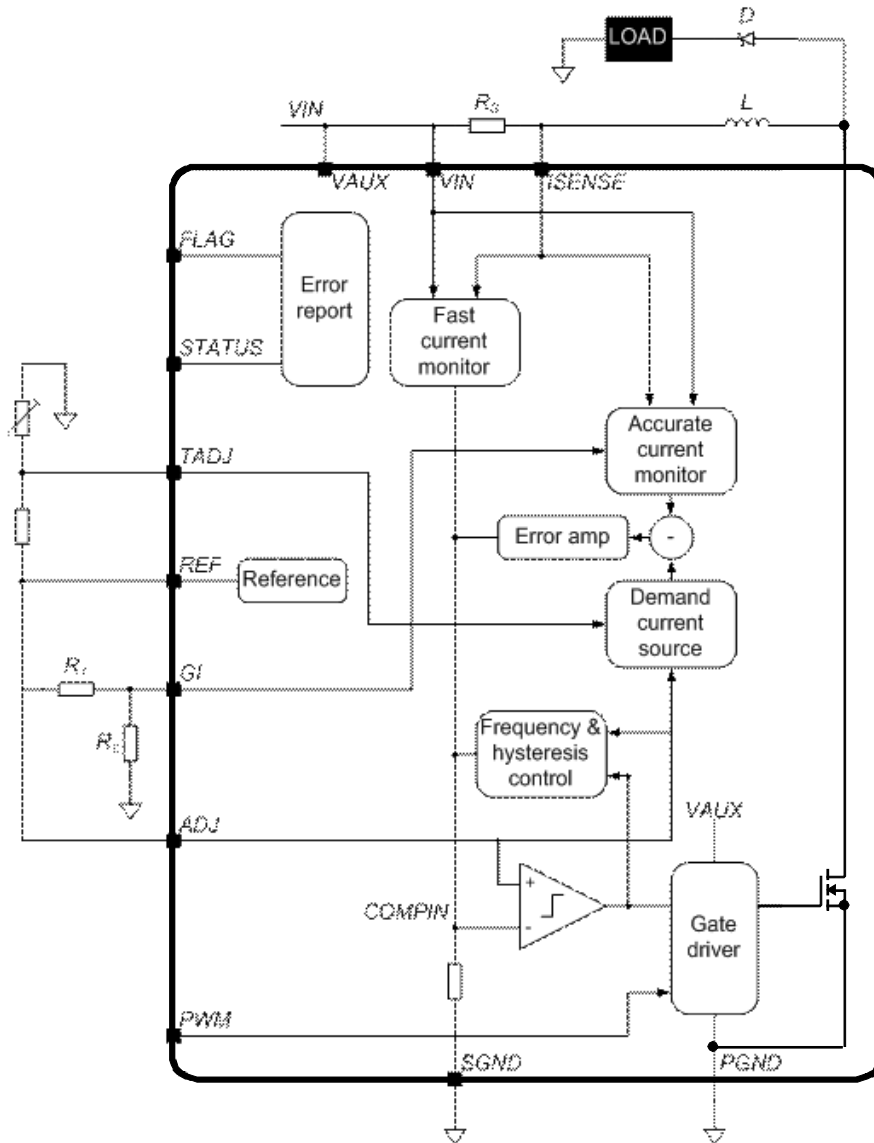 D
LOAD
VIN
R
L
VAUX
VIN
ISENSE
FLAG
Error
report
Fast
current
monitor
STATUS
Accurate
current
monitor
TADJ
Error amp
-
REF
Reference
Demand
current
source
R
GI
R
Frequency &
hysteresis
control
ADJ
VAUX
+
COMPIN
-
Gate
driver
PWM
SGND
PGND